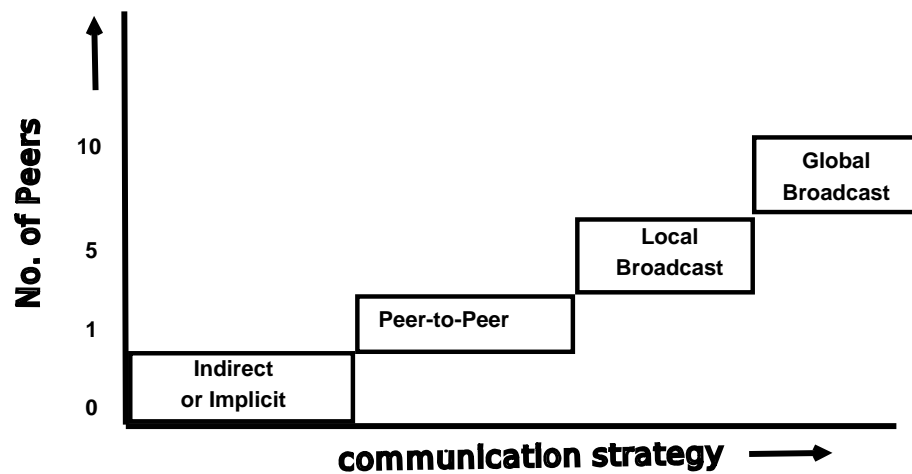 No. of Peers
10
5
1
0
Global
Broadcast
Local
Broadcast
Peer-to-Peer
Indirect
or Implicit
communication strategy